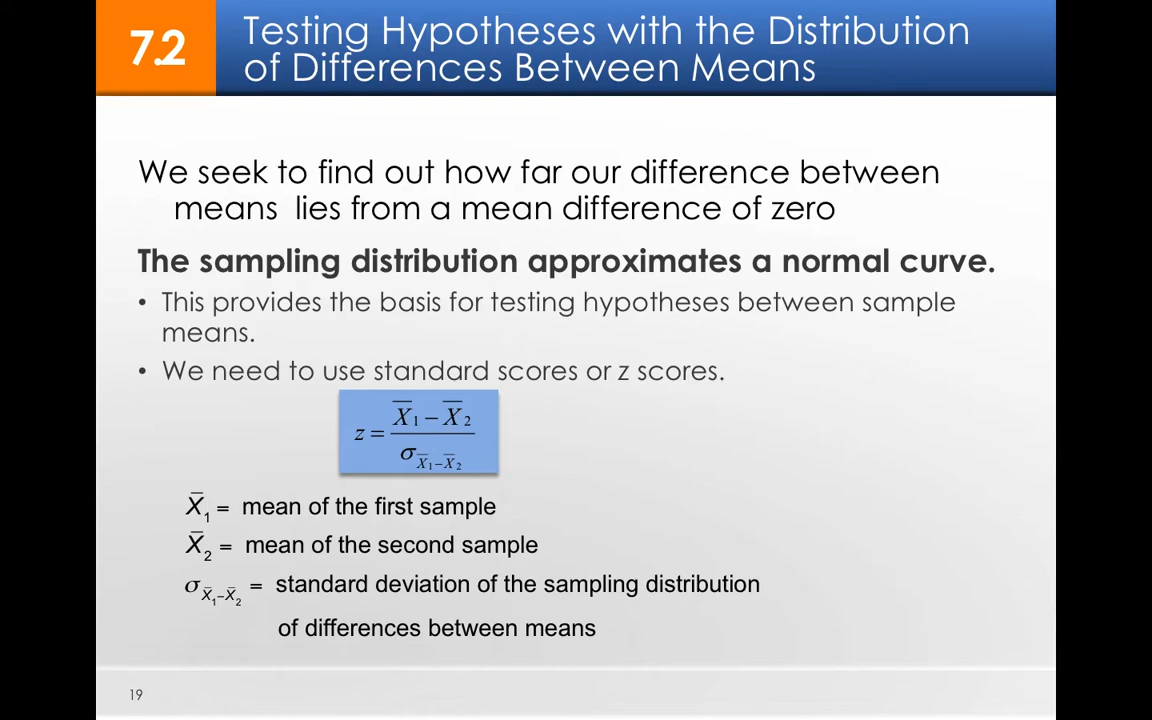 7.2
Testing Hypotheses with the Distribution
of Differences Between Means
We seek to find out how far our difference between
means lies from a mean difference of zero
The sampling distribution approximates a normal curve.
• This provides the basis for testing hypotheses between sample
means.
• We need to use standard scores or z scores.
z = (X̅₁ − X̅₂) / σ_X̅₁−X̅₂
X̅₁ = mean of the first sample
X̅₂ = mean of the second sample
σ_X̅₁−X̅₂ = standard deviation of the sampling distribution
of differences between means
19